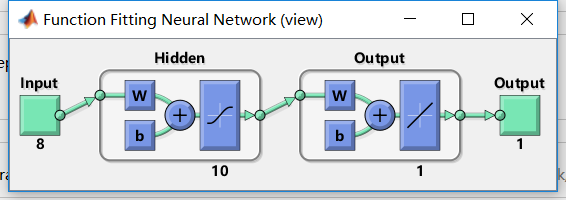 Function Fitting Neural Network (view)
Hidden
Output
Input
Output
W
W
+
+
b
b
8
10
1
1